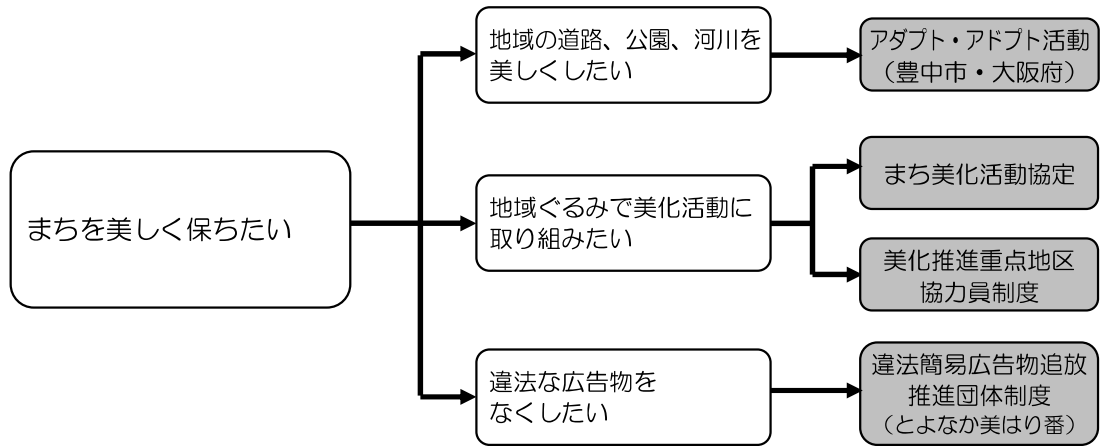 まちを美しく保ちたい
地域の道路、公園、河川を
美しくしたい
アダプト・アドプト活動
（豊中市・大阪府）
地域ぐるみで美化活動に
取り組みたい
まち美化活動協定
美化推進重点地区
協力員制度
違法な広告物を
なくしたい
違法簡易広告物追放
推進団体制度
（とよなか美はり番）